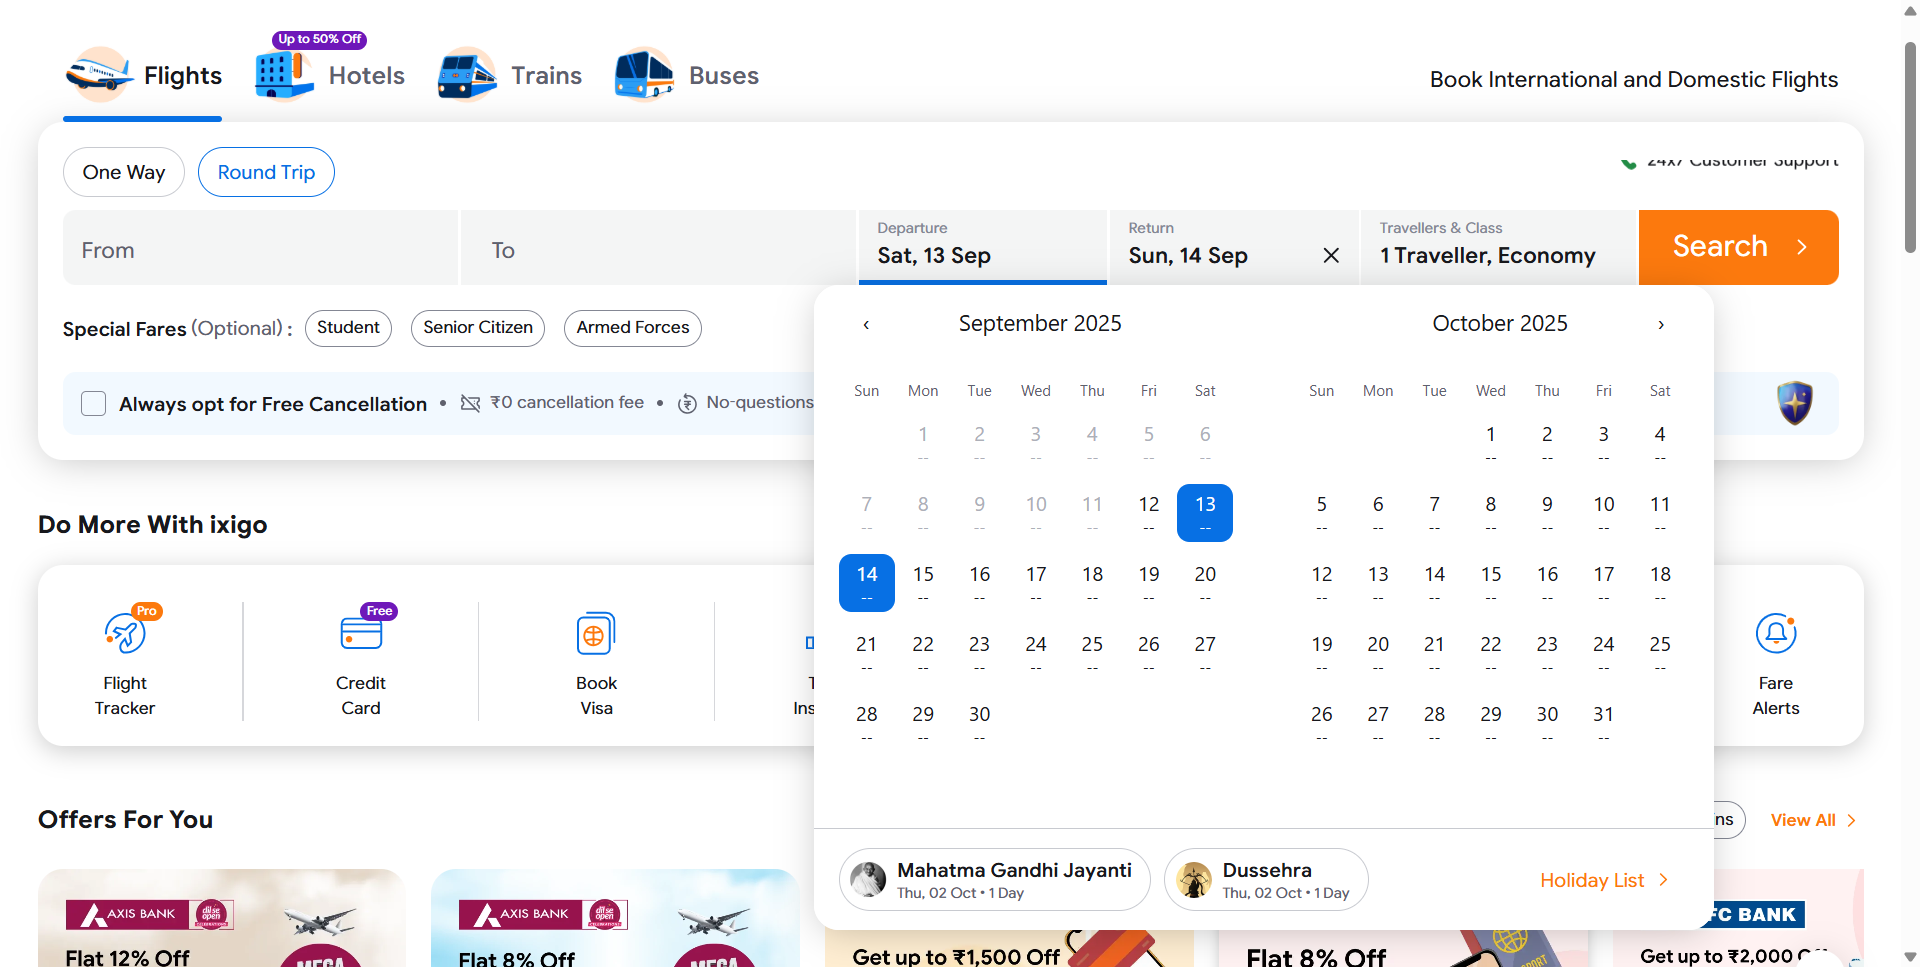 Up to 50% Off
Flights
Hotels
Trains
Buses
Book International and Domestic Flights
One Way
Round Trip
24x7 Customer Support
From
To
Departure
Sat, 13 Sep
Return
Sun, 14 Sep
Travellers & Class
1 Traveller, Economy
Search
Special Fares (Optional) :
Student
Senior Citizen
Armed Forces
Always opt for Free Cancellation • ₹0 cancellation fee • No-questions
September 2025
Sun Mon Tue Wed Thu Fri Sat
1 2 3 4 5 6
-- -- -- -- -- --
7 8 9 10 11 12 13
-- -- -- -- -- -- --
14 15 16 17 18 19 20
-- -- -- -- -- -- --
21 22 23 24 25 26 27
-- -- -- -- -- -- --
28 29 30
-- -- --
October 2025
Sun Mon Tue Wed Thu Fri Sat
1 2 3 4
-- -- -- --
5 6 7 8 9 10 11
-- -- -- -- -- -- --
12 13 14 15 16 17 18
-- -- -- -- -- -- --
19 20 21 22 23 24 25
-- -- -- -- -- -- --
26 27 28 29 30 31
-- -- -- -- -- --
Mahatma Gandhi Jayanti
Thu, 02 Oct • 1 Day
Dussehra
Thu, 02 Oct • 1 Day
Holiday List
Do More With ixigo
Pro
Flight
Tracker
Free
Credit
Card
Book
Visa
T
Ins
Fare
Alerts
Offers For You
ns
View All
AXIS BANK
dil se
open
CELEBRATIONS
Flat 12% Off
MEGA
AXIS BANK
dil se
open
CELEBRATIONS
Flat 8% Off
MEGA
Get up to ₹1,500 Off
Flat 8% Off
FC BANK
Get up to ₹2,000